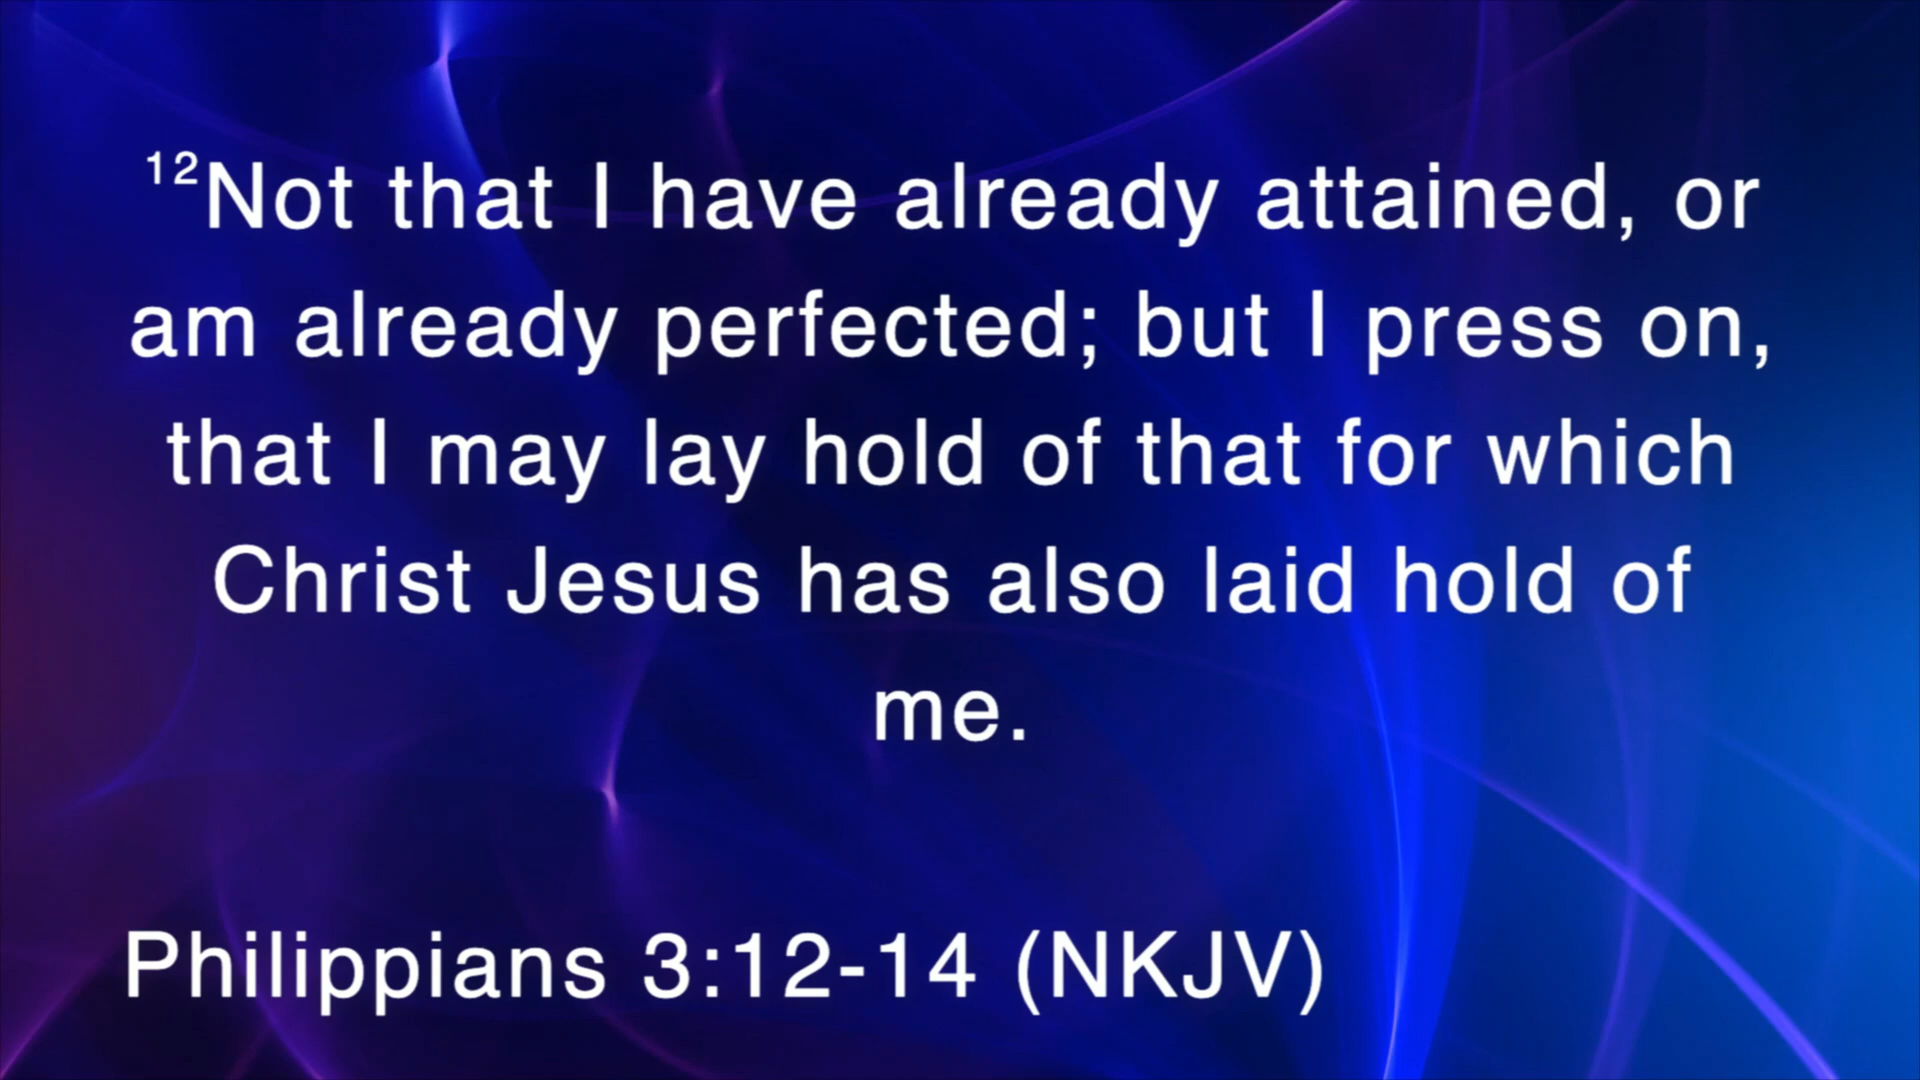 ¹²Not that I have already attained, or
am already perfected; but I press on,
that I may lay hold of that for which
Christ Jesus has also laid hold of
me.
Philippians 3:12-14 (NKJV)